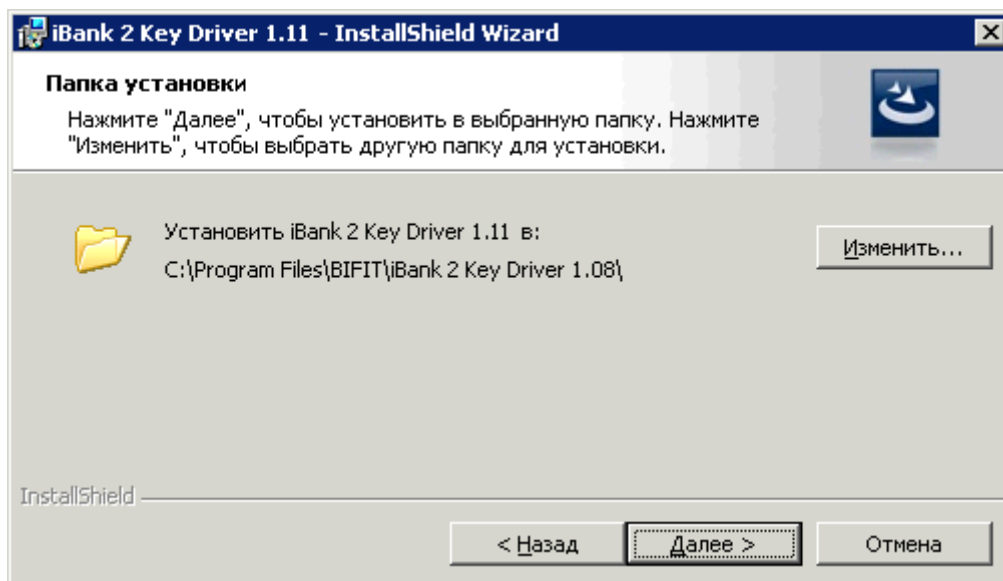 iBank 2 Key Driver 1.11 - InstallShield Wizard
Папка установки
Нажмите "Далее", чтобы установить в выбранную папку. Нажмите
"Изменить", чтобы выбрать другую папку для установки.
Установить iBank 2 Key Driver 1.11 в:
C:\Program Files\BIFIT\iBank 2 Key Driver 1.08\
Изменить...
InstallShield
< Назад
Далее >
Отмена